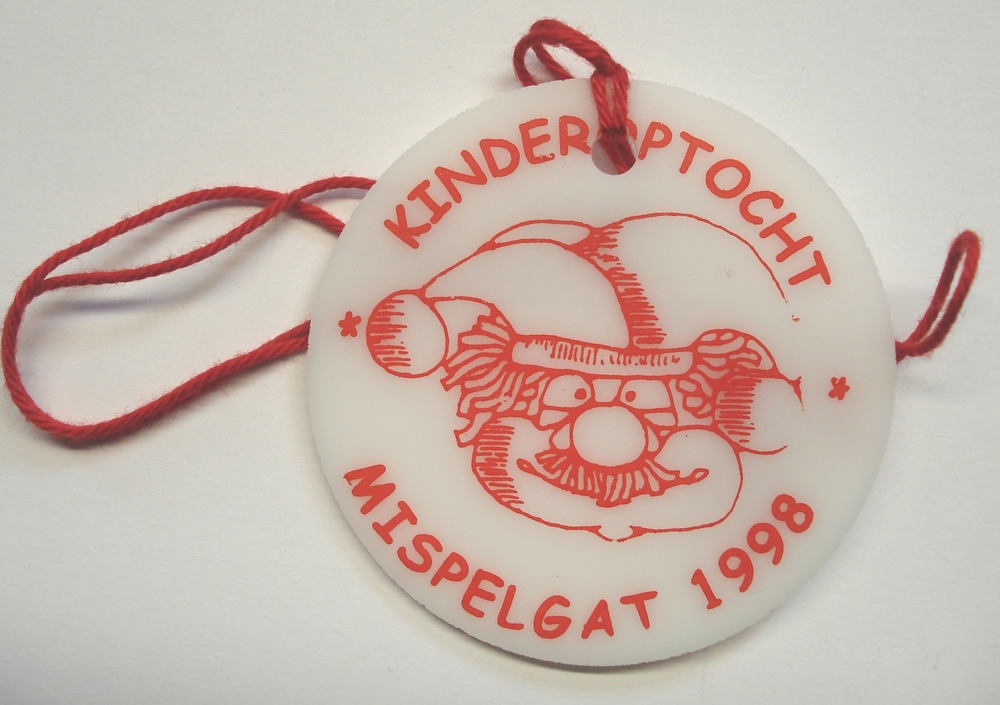 KINDEROPTOCHT
* *
MISPELGAT 1998